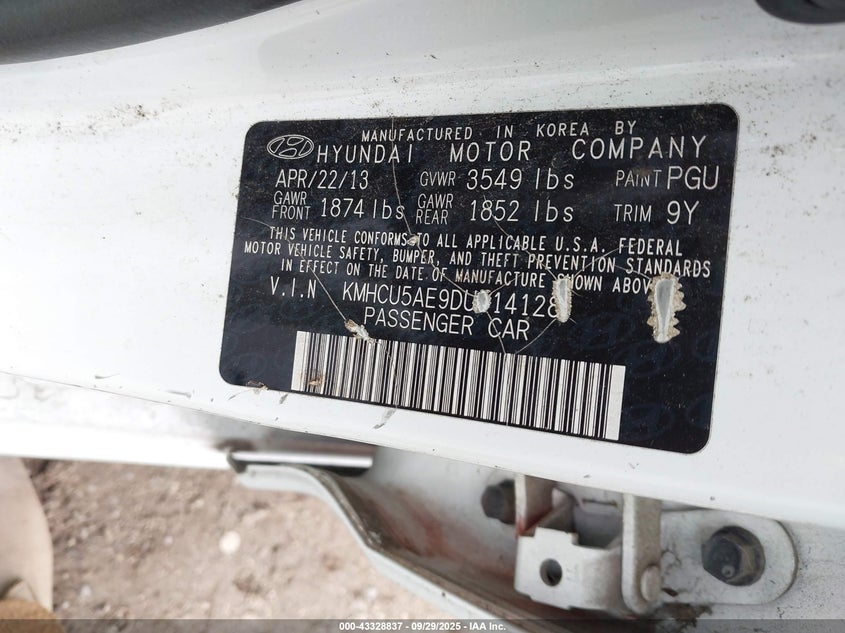 MANUFACTURED IN KOREA BY
HYUNDAI MOTOR COMPANY
APR/22/13 GVWR 3549 lbs PAINT PGU
GAWR FRONT 1874 lbs GAWR REAR 1852 lbs TRIM 9Y
THIS VEHICLE CONFORMS TO ALL APPLICABLE U.S.A. FEDERAL
MOTOR VEHICLE SAFETY, BUMPER, AND THEFT PREVENTION STANDARDS
IN EFFECT ON THE DATE OF MANUFACTURE SHOWN ABOVE
V.I.N
PASSENGER CAR
000-43328837 - 09/29/2025 - IAA Inc.